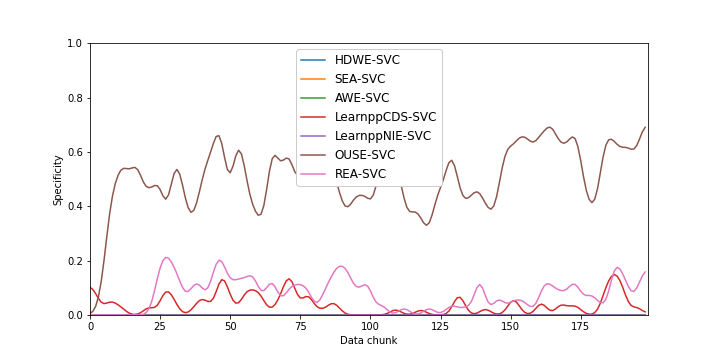 1.0
0.8
0.6
0.4
0.2
0.0
Specificity
HDWE-SVC
SEA-SVC
AWE-SVC
LearnppCDS-SVC
LearnppNIE-SVC
OUSE-SVC
REA-SVC
0 25 50 75 100 125 150 175
Data chunk